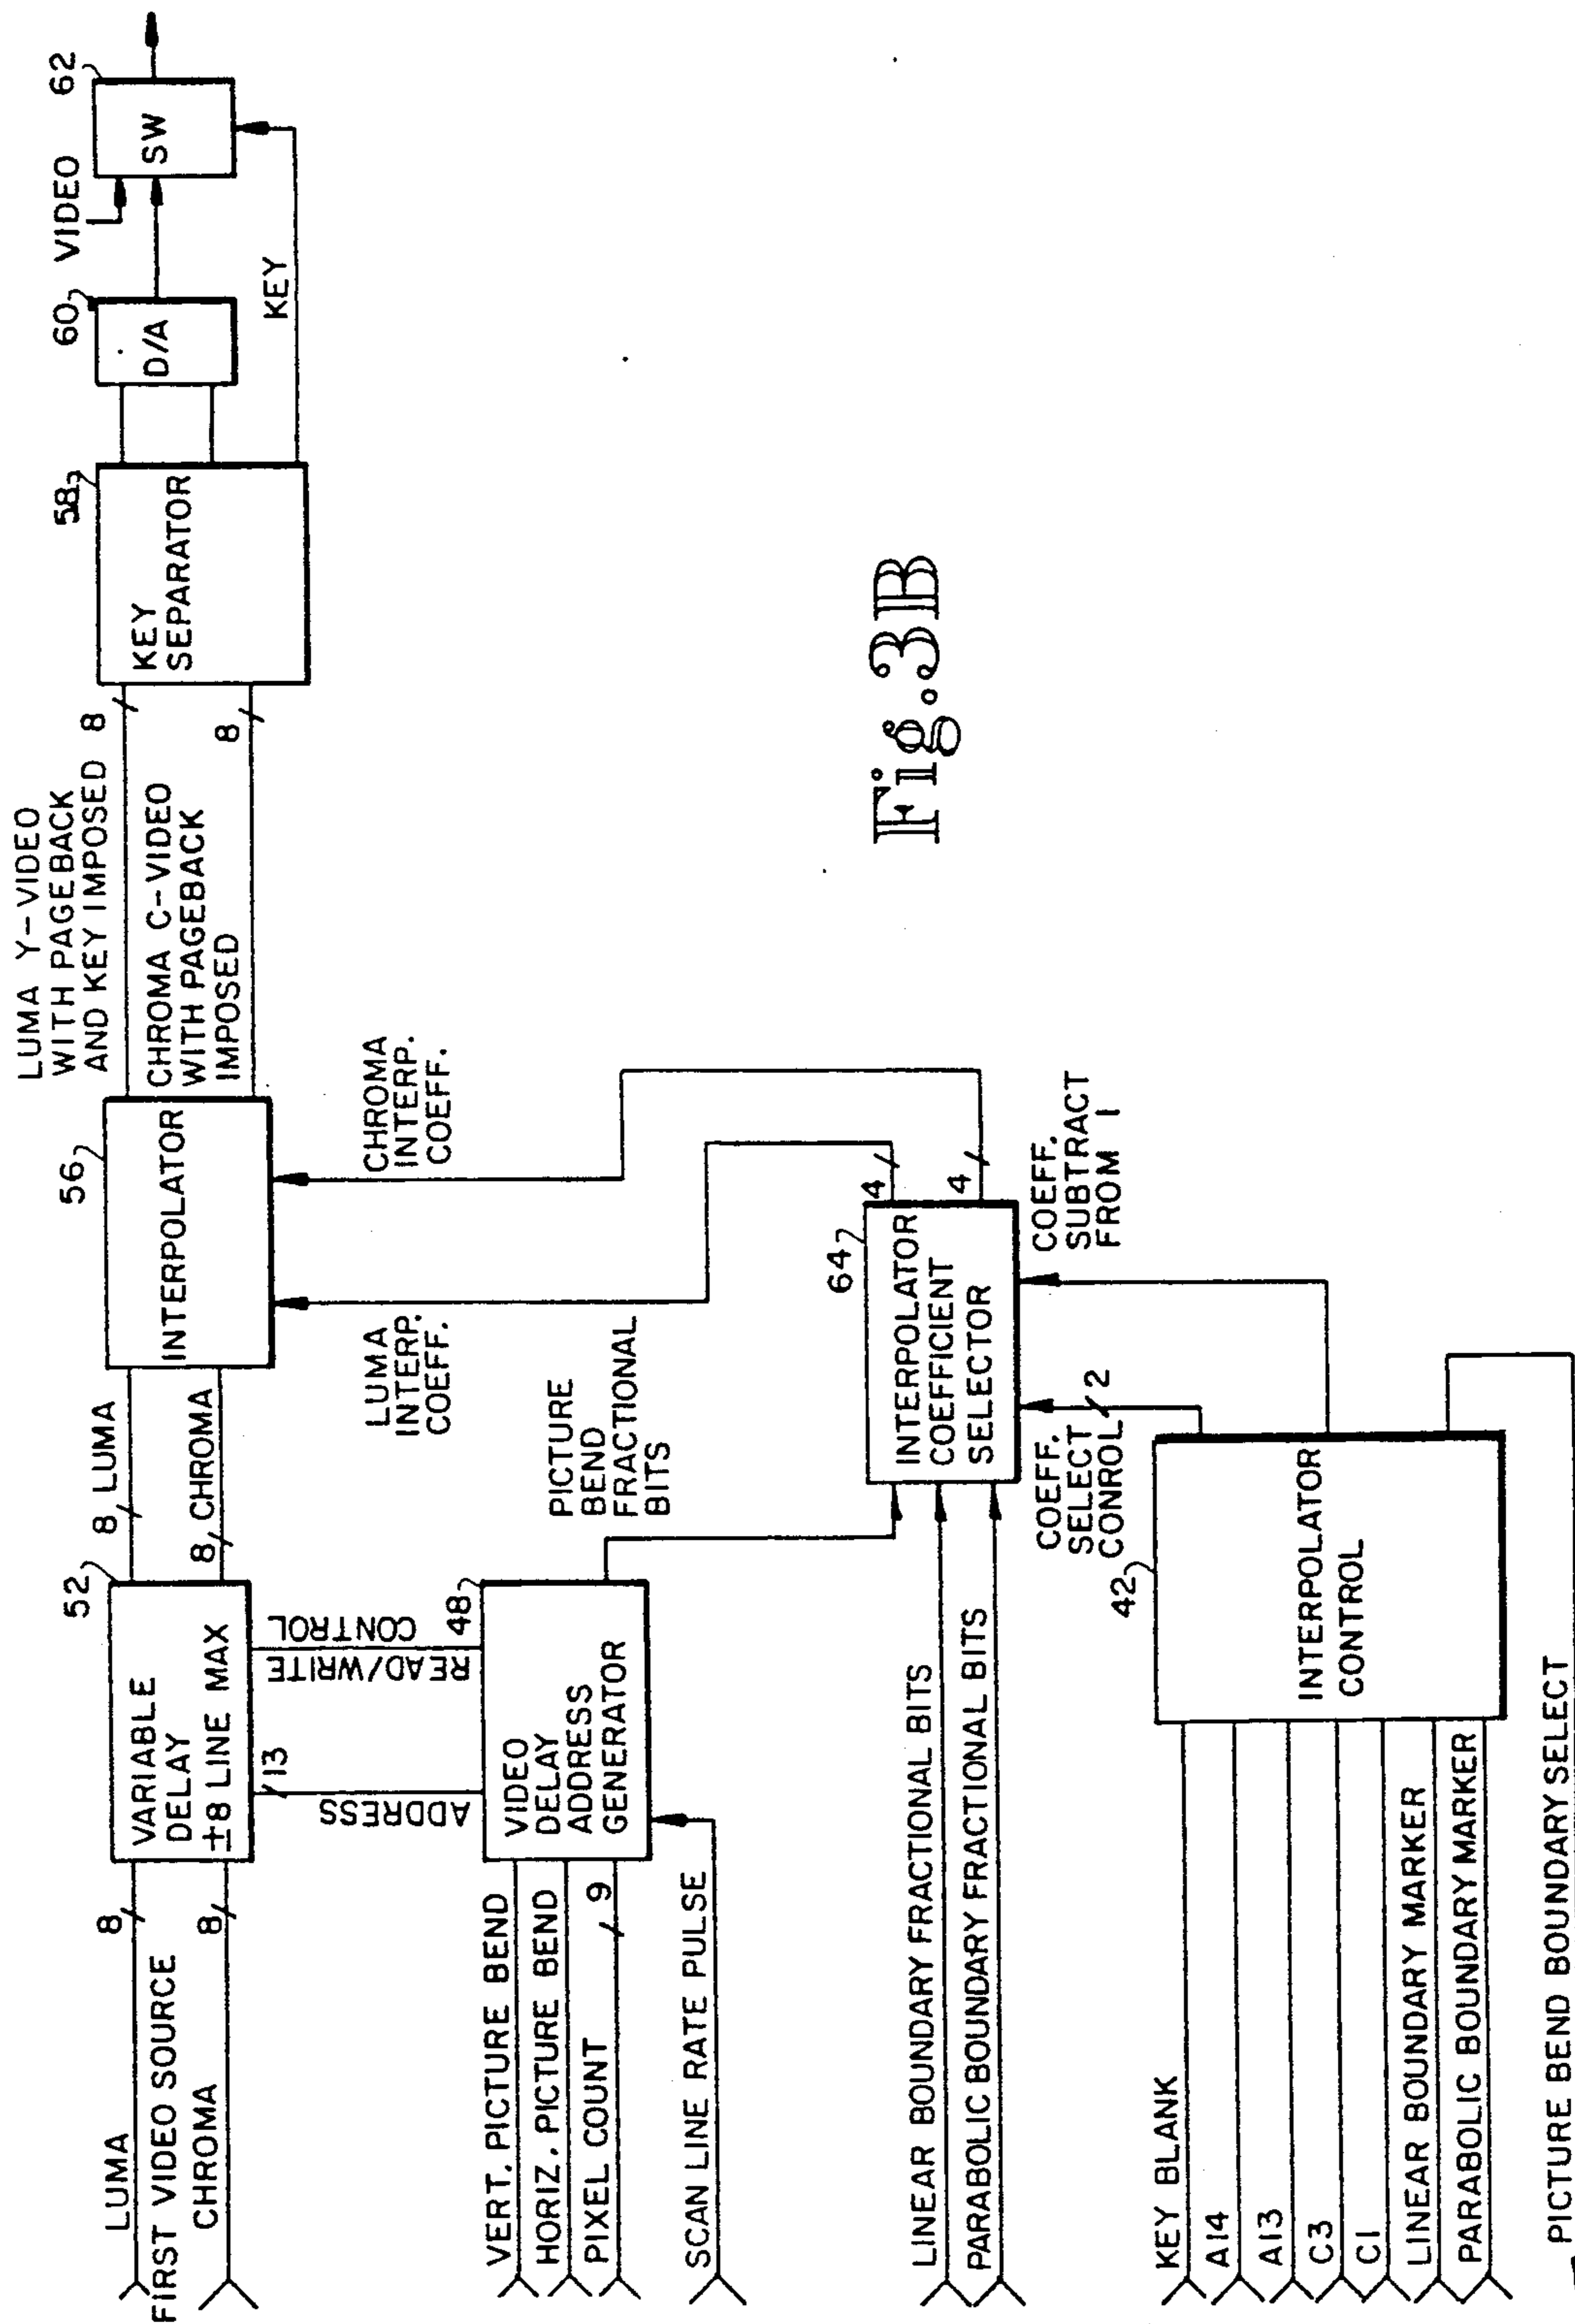 LUMA
FIRST VIDEO SOURCE
CHROMA
8
8
52
VARIABLE
DELAY
±8 LINE MAX
8 LUMA
8 CHROMA
56
INTERPOLATOR
LUMA Y-VIDEO
WITH PAGEBACK
AND KEY IMPOSED 8
CHROMA C-VIDEO
WITH PAGEBACK
IMPOSED
8
58
KEY
SEPARATOR
60
D/A
VIDEO
62
SW
KEY
ADDRESS
13
READ/WRITE
CONTROL
VERT. PICTURE BEND
HORIZ. PICTURE BEND
PIXEL COUNT
9
SCAN LINE RATE PULSE
48
VIDEO
DELAY
ADDRESS
GENERATOR
PICTURE
BEND
FRACTIONAL
BITS
LUMA
INTERP.
COEFF.
CHROMA
INTERP.
COEFF.
LINEAR BOUNDARY FRACTIONAL BITS
PARABOLIC BOUNDARY FRACTIONAL BITS
64
INTERPOLATOR
COEFFICIENT
SELECTOR
4
4
COEFF.
SELECT
CONROL
2
COEFF.
SUBTRACT
FROM 1
KEY BLANK
A14
A13
C3
C1
LINEAR BOUNDARY MARKER
PARABOLIC BOUNDARY MARKER
42
INTERPOLATOR
CONTROL
PICTURE BEND BOUNDARY SELECT
Fig.3B